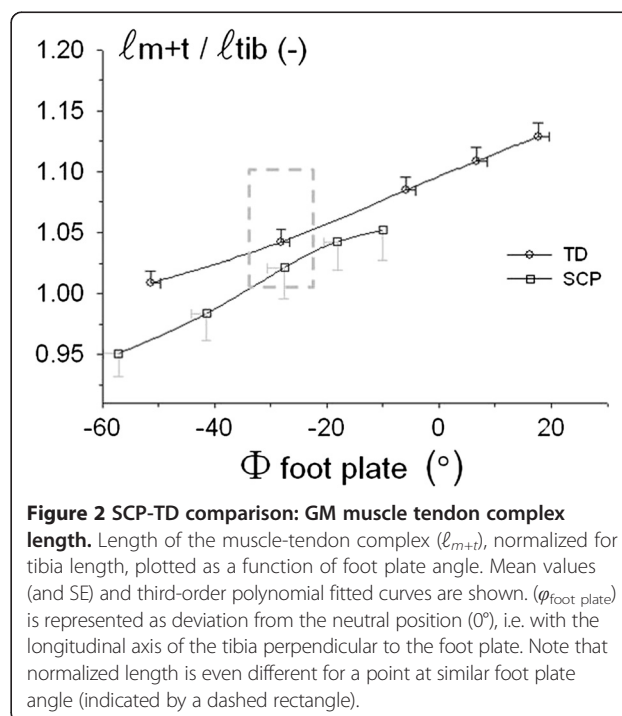 ℓm+t / ℓtib (-)
1.20
1.15
1.10
1.05
1.00
0.95
TD
SCP
-60 -40 -20 0 20
Φ foot plate (°)
Figure 2 SCP-TD comparison: GM muscle tendon complex
length. Length of the muscle-tendon complex (ℓm+t), normalized for
tibia length, plotted as a function of foot plate angle. Mean values
(and SE) and third-order polynomial fitted curves are shown. (φfoot plate)
is represented as deviation from the neutral position (0°), i.e. with the
longitudinal axis of the tibia perpendicular to the foot plate. Note that
normalized length is even different for a point at similar foot plate
angle (indicated by a dashed rectangle).